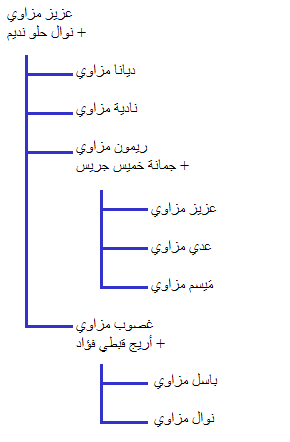 عزيز مزاوي
+ نوال حلو نديم
ديانا مزاوي
نادية مزاوي
ريمون مزاوي
+ جمانة خميس جريس
عزيز مزاوي
عدي مزاوي
ميسم مزاوي
غصوب مزاوي
+ أريج قبطي فؤاد
باسل مزاوي
نوال مزاوي